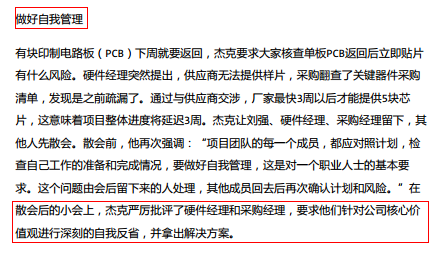 做好自我管理
有块印制电路板（PCB）下周就要返回，杰克要求大家核查单板PCB返回后立即贴片
有什么风险。硬件经理突然提出，供应商无法提供样片，采购翻查了关键器件采购
清单，发现是之前疏漏了。通过与供应商交涉，厂家最快3周以后才能提供5块芯
片，这意味着项目整体进度将延迟3周。杰克让刘强、硬件经理、采购经理留下，其
他人先散会。散会前，他再次强调：“项目团队的每一个成员，都应对照计划，检
查自己工作的准备和完成情况，要做好自我管理，这是对一个职业人士的基本要
求。这个问题由会后留下来的人处理，其他成员回去后再次确认计划和风险。”在
散会后的小会上，杰克严厉批评了硬件经理和采购经理，要求他们针对公司核心价
值观进行深刻的自我反省，并拿出解决方案。